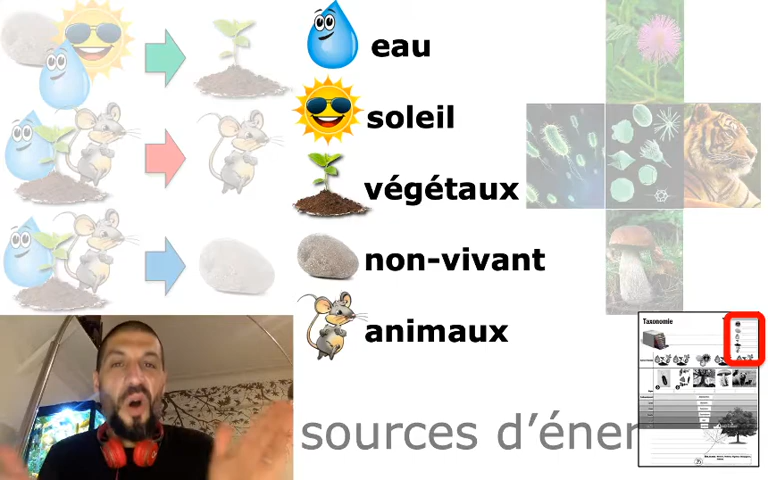 eau
soleil
végétaux
non-vivant
animaux
Taxonomie
sources d'éner